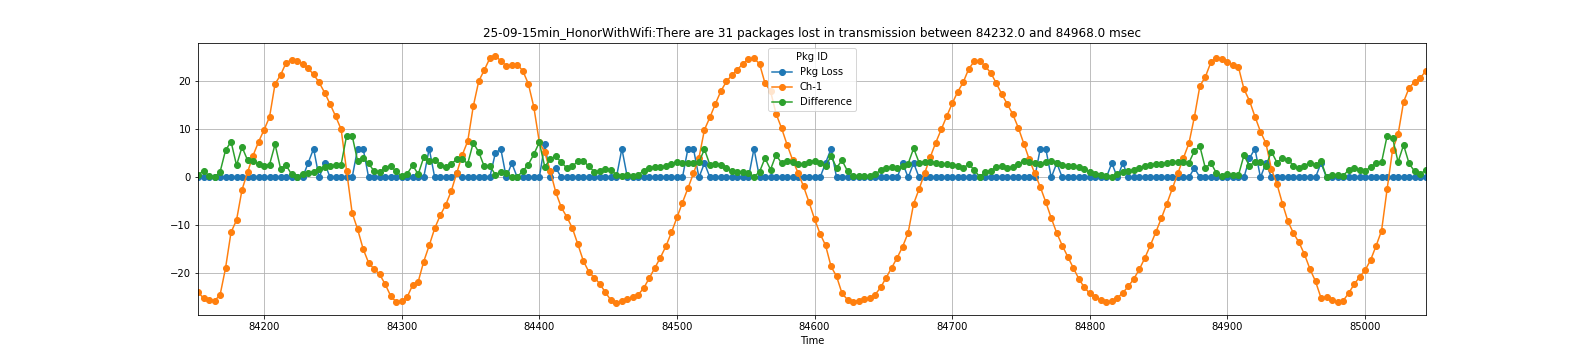 25-09-15min_HonorWithWifi:There are 31 packages lost in transmission between 84232.0 and 84968.0 msec
Pkg ID
Pkg Loss
Ch-1
Difference
20
10
0
−10
−20
84200 84300 84400 84500 84600 84700 84800 84900 85000
Time